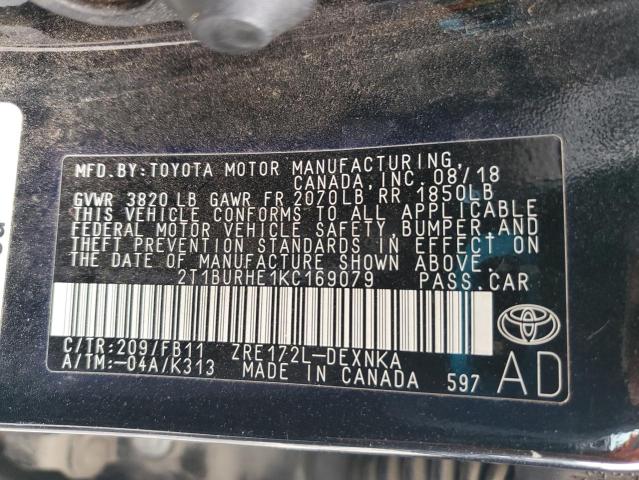 MFD.BY:TOYOTA MOTOR MANUFACTURING,
CANADA, INC. 08/18
GVWR 3820 LB GAWR FR 2070LB RR 1850LB
THIS VEHICLE CONFORMS TO ALL APPLICABLE
FEDERAL MOTOR VEHICLE SAFETY, BUMPER, AND
THEFT PREVENTION STANDARDS IN EFFECT ON
THE DATE OF MANUFACTURE SHOWN ABOVE.
2T1BURHE1KC169079 PASS.CAR
C/TR:209/FB11 ZRE172L-DEXNKA
A/TM:-04A/K313 MADE IN CANADA 597
AD